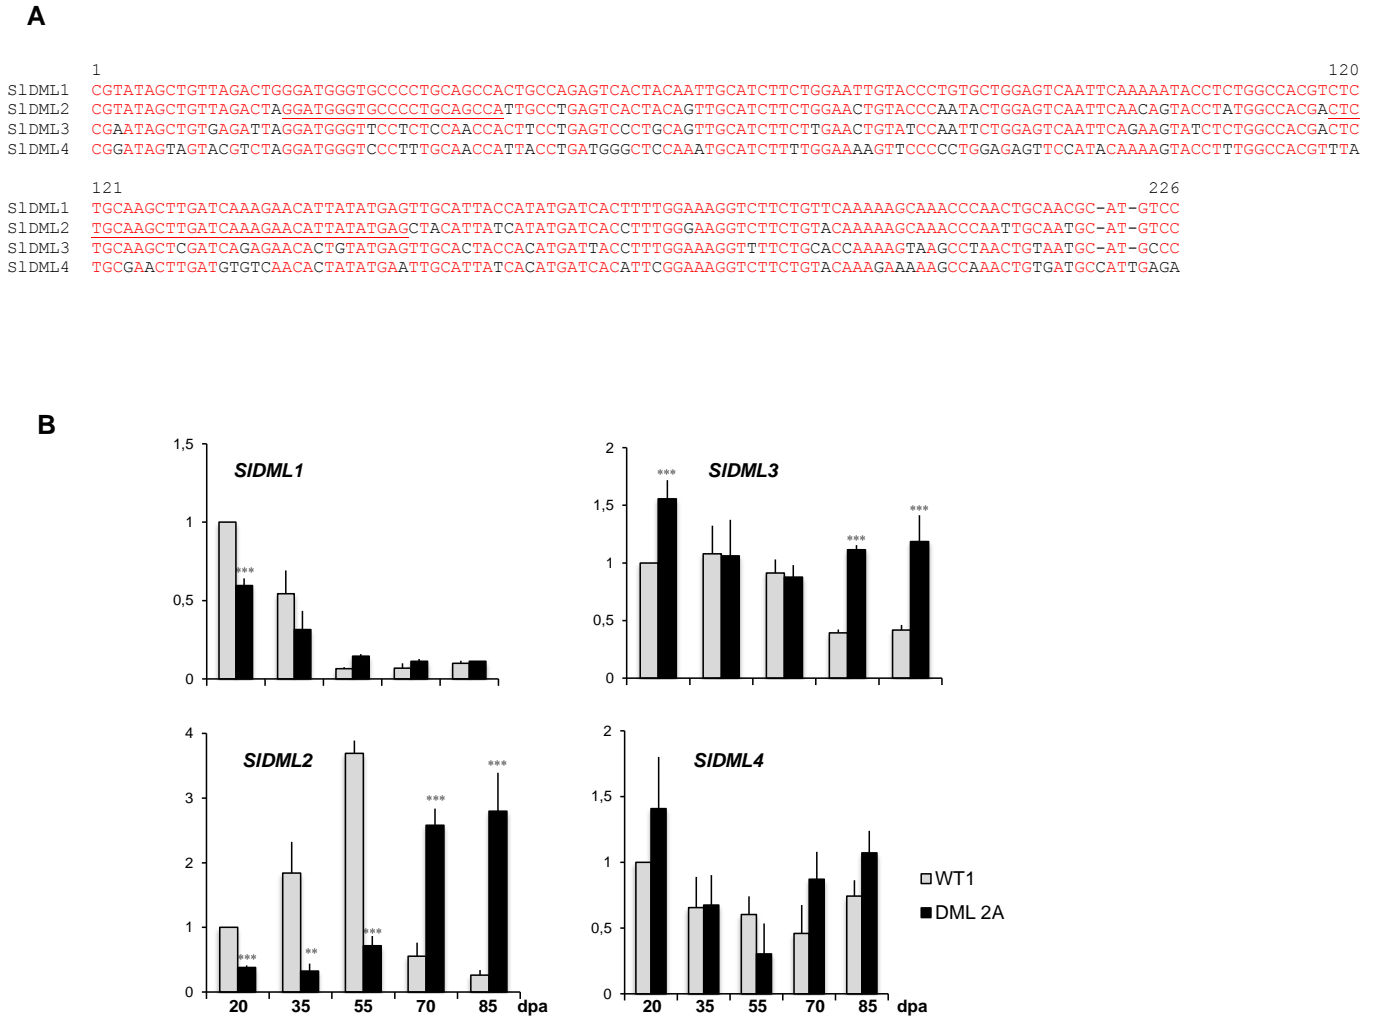 A
1 120
SlDML1 CGTATAGCTGTTAGACTGGGATGGGTGCCCCTGCAGCCACTGCCAGAGTCACTACAATTGCATCTTCTGGAATTGTACCCTGTGCTGGAGTCAATTCAAAAATACCTCTGGCCACGTCTC
SlDML2 CGTATAGCTGTTAGACTAGGATGGGTGCCCCTGCAGCCATTGCCTGAGTCACTACAGTTGCATCTTCTGGAACTGTACCCAATACTGGAGTCAATTCAACAGTACCTATGGCCACGACTC
SlDML3 CGAATAGCTGTGAGATTAGGATGGGTTCCTCTCCAACCACTTCCTGAGTCCCTGCAGTTGCATCTTCTTGAACTGTATCCAATTCTGGAGTCAATTCAGAAGTATCTCTGGCCACGACTC
SlDML4 CGGATAGTAGTACGTCTAGGATGGGTCCCTTTGCAACCATTACCTGATGGGCTCCAAATGCATCTTTTGGAAAAGTTCCCCCTGGAGAGTTCCATACAAAAGTACCTTTGGCCACGTTTA
121 226
SlDML1 TGCAAGCTTGATCAAAGAACATTATATGAGTTGCATTACCATATGATCACTTTTGGAAAGGTCTTCTGTTCAAAAAGCAAACCCAACTGCAACGC-AT-GTCC
SlDML2 TGCAAGCTTGATCAAAGAACATTATATGAGCTACATTATCATATGATCACCTTTGGGAAGGTCTTCTGTACAAAAAGCAAACCCAATTGCAATGC-AT-GTCC
SlDML3 TGCAAGCTCGATCAGAGAACACTGTATGAGTTGCACTACCACATGATTACCTTTGGAAAGGTTTTCTGCACCAAAAGTAAGCCTAACTGTAATGC-AT-GCCC
SlDML4 TGCGAACTTGATGTGTCAACACTATATGAATTGCATTATCACATGATCACATTCGGAAAGGTCTTCTGTACAAAGAAAAAGCCAAACTGTGATGCCATTGAGA
B
1,5
SlDML1
1
***
0,5
0
2
***
SlDML3
1,5
***
***
1
0,5
0
4
SlDML2
***
3
***
2
1
***
**
***
0
20 35 55 70 85 dpa
2
SlDML4
1,5
1
0,5
0
20 35 55 70 85 dpa
WT1
DML 2A